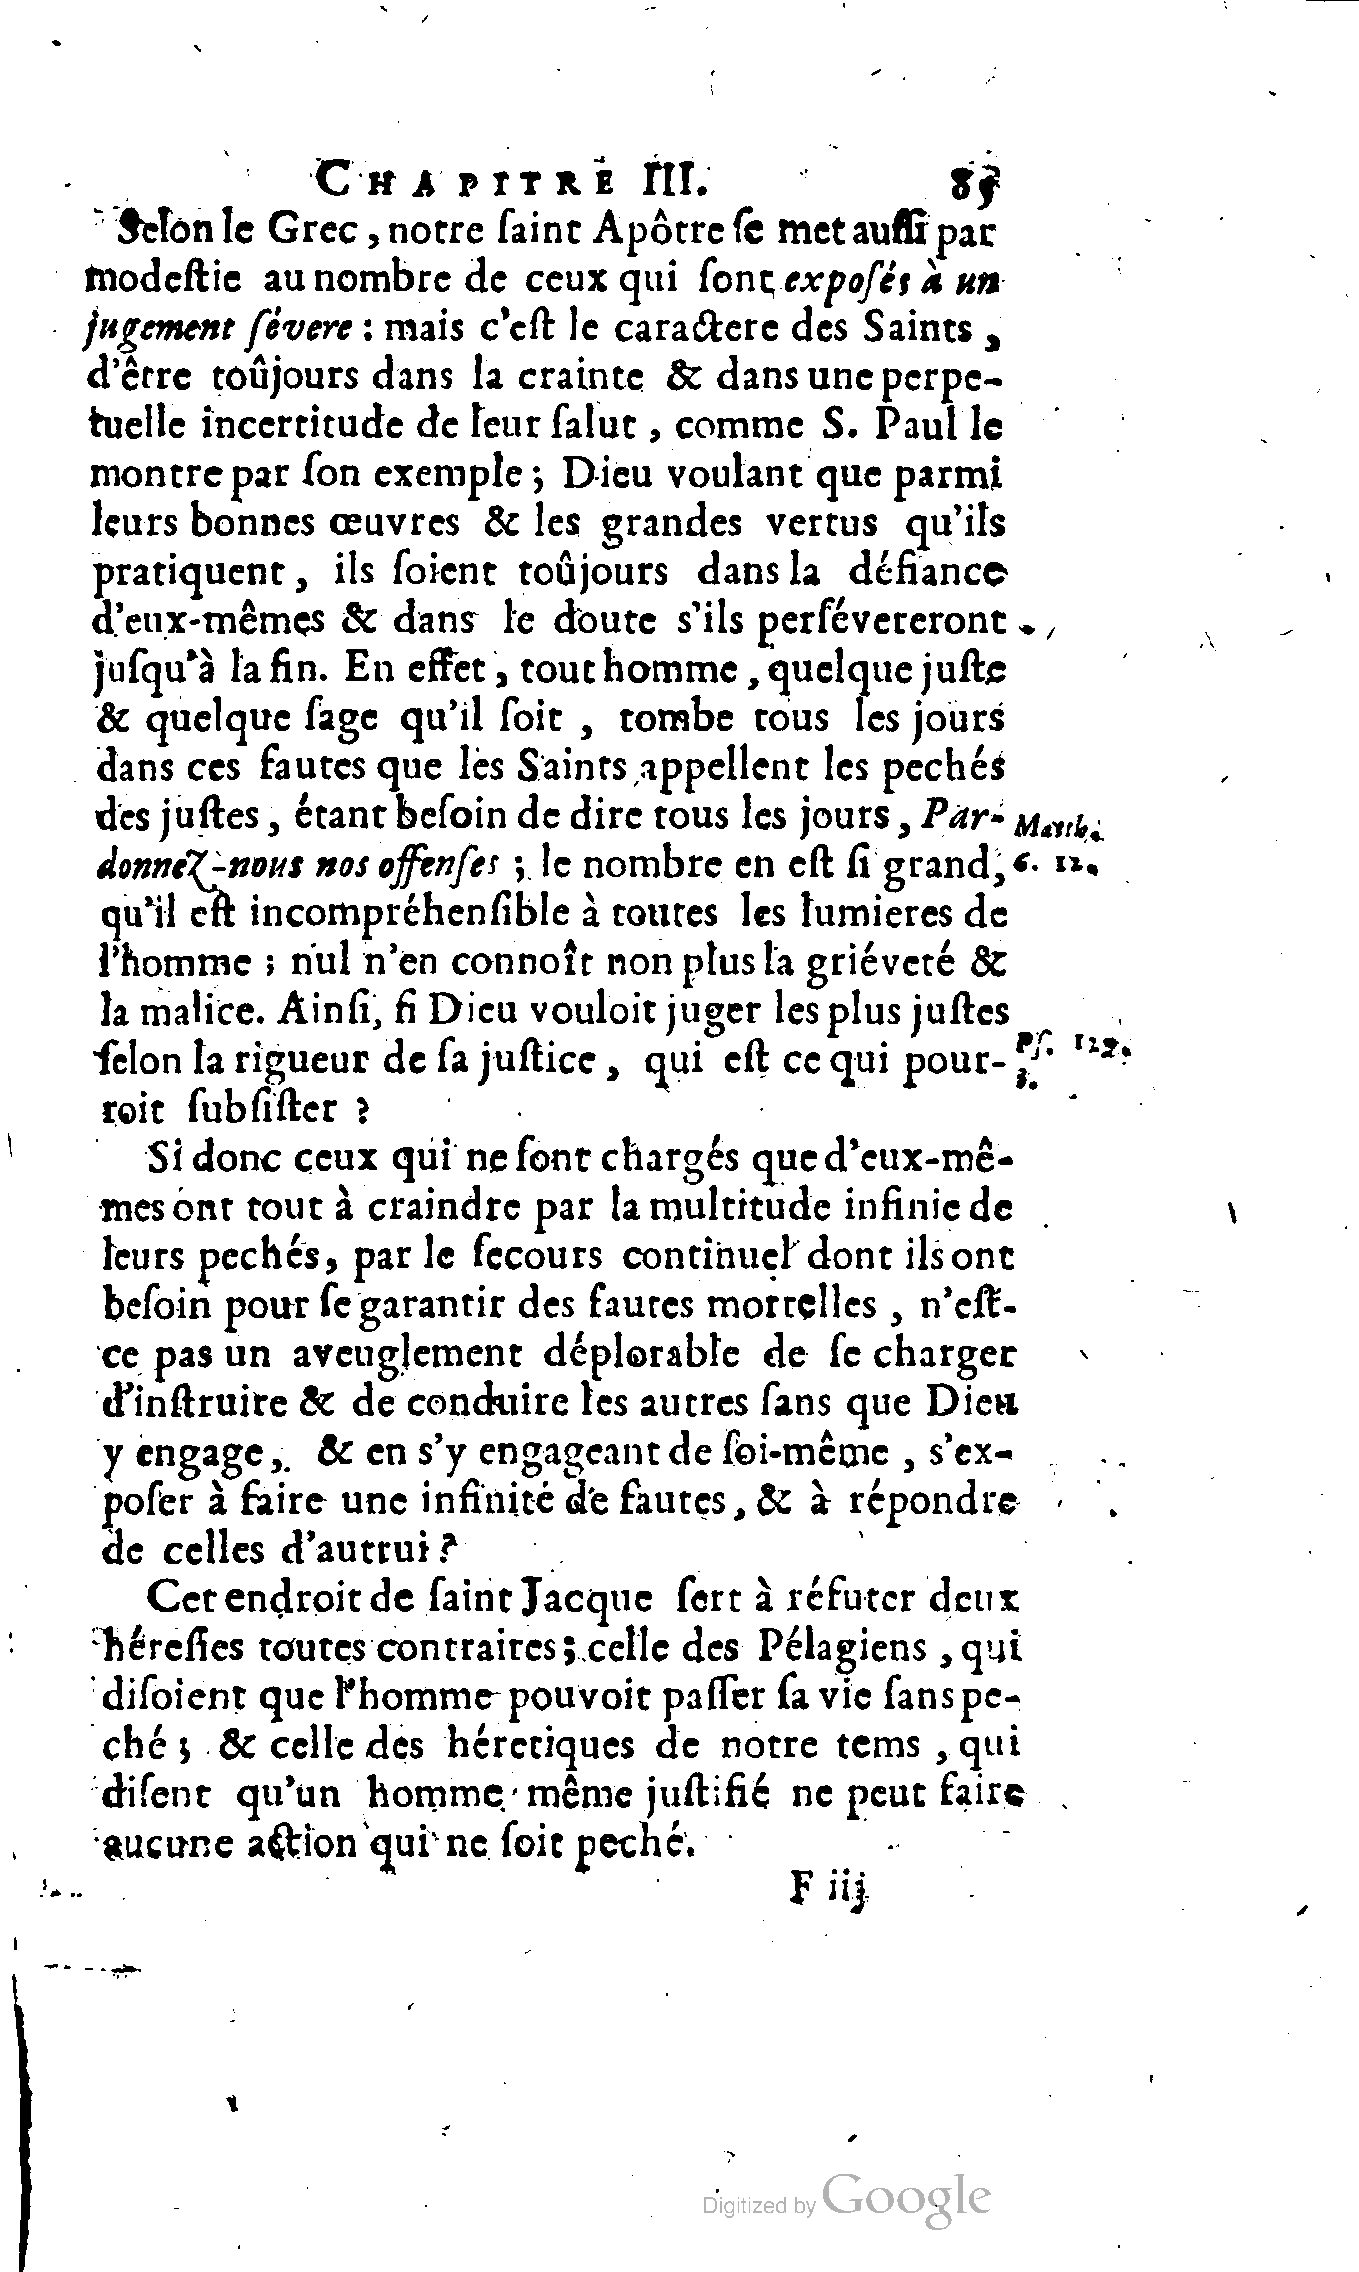 CHAPITRE III. 85
Selon le Grec, notre ſaint Apôtre ſe met auſſi par
modeſtie au nombre de ceux qui ſont expoſés à un
jugement ſévere : mais c'eſt le caractere des Saints,
d'être toûjours dans la crainte & dans une perpe-
tuelle incertitude de leur ſalut, comme S. Paul le
montre par ſon exemple ; Dieu voulant que parmi
leurs bonnes œuvres & les grandes vertus qu'ils
pratiquent, ils ſoient toûjours dans la défiance
d'eux-mêmes & dans le doute s'ils perſévereront
juſqu'à la fin. En effet, tout homme, quelque juſte
& quelque ſage qu'il ſoit, tombe tous les jours
dans ces fautes que les Saints appellent les pechés
des juſtes, étant beſoin de dire tous les jours, Par-
donnez-nous nos offenſes ; le nombre en eſt ſi grand,
qu'il eſt incompréhenſible à toutes les lumieres de
l'homme ; nul n'en connoît non plus la griéveté &
la malice. Ainſi, ſi Dieu vouloit juger les plus juſtes
ſelon la rigueur de ſa juſtice, qui eſt ce qui pour-
roit ſubſiſter ?
Matth.
6. 12.
Pſ. 129.
3.
Si donc ceux qui ne ſont chargés que d'eux-mê-
mes ont tout à craindre par la multitude infinie de
leurs pechés, par le ſecours continuel dont ils ont
beſoin pour ſe garantir des fautes mortelles, n'eſt-
ce pas un aveuglement déplorable de ſe charger
d'inſtruire & de conduire les autres ſans que Dieu
y engage, & en s'y engageant de ſoi-même, s'ex-
poſer à faire une infinité de fautes, & à répondre
de celles d'autrui ?
Cet endroit de ſaint Jacque ſert à réfuter deux
héreſies toutes contraires ; celle des Pélagiens, qui
diſoient que l'homme pouvoit paſſer ſa vie ſans pe-
ché ; & celle des héretiques de notre tems, qui
diſent qu'un homme même juſtifié ne peut faire
aucune action qui ne ſoit peché.
F iij
Digitized by Google